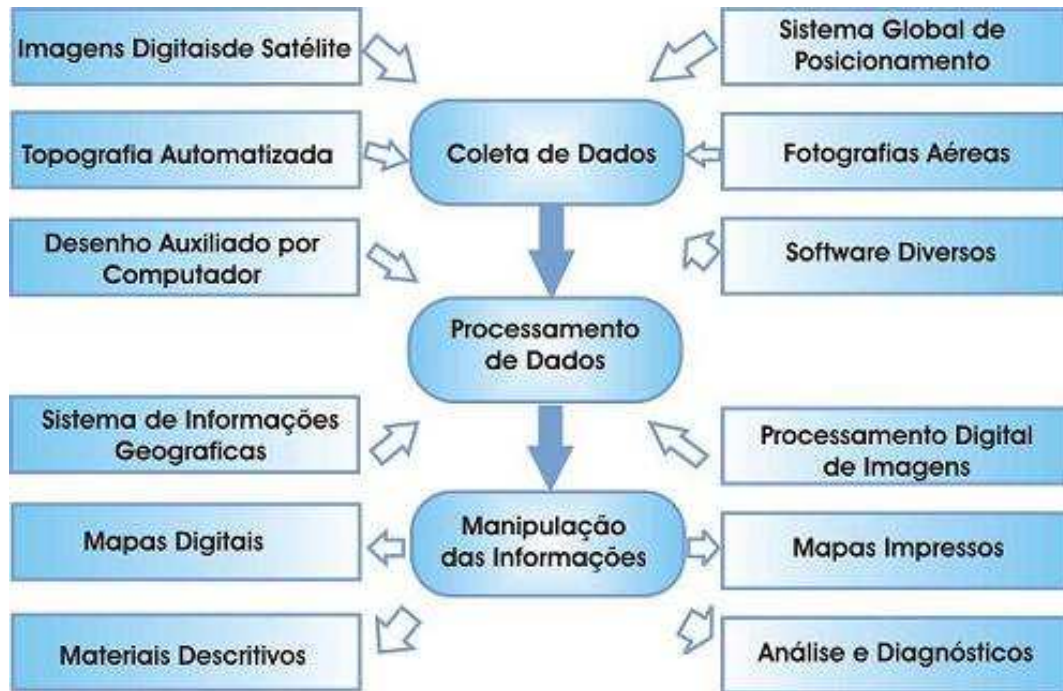 Imagens Digitaisde Satélite
Sistema Global de
Posicionamento
Topografia Automatizada
Coleta de Dados
Fotografias Aéreas
Desenho Auxiliado por
Computador
Software Diversos
Processamento
de Dados
Sistema de Informações
Geograficas
Processamento Digital
de Imagens
Mapas Digitais
Manipulação
das Informações
Mapas Impressos
Materiais Descritivos
Análise e Diagnósticos